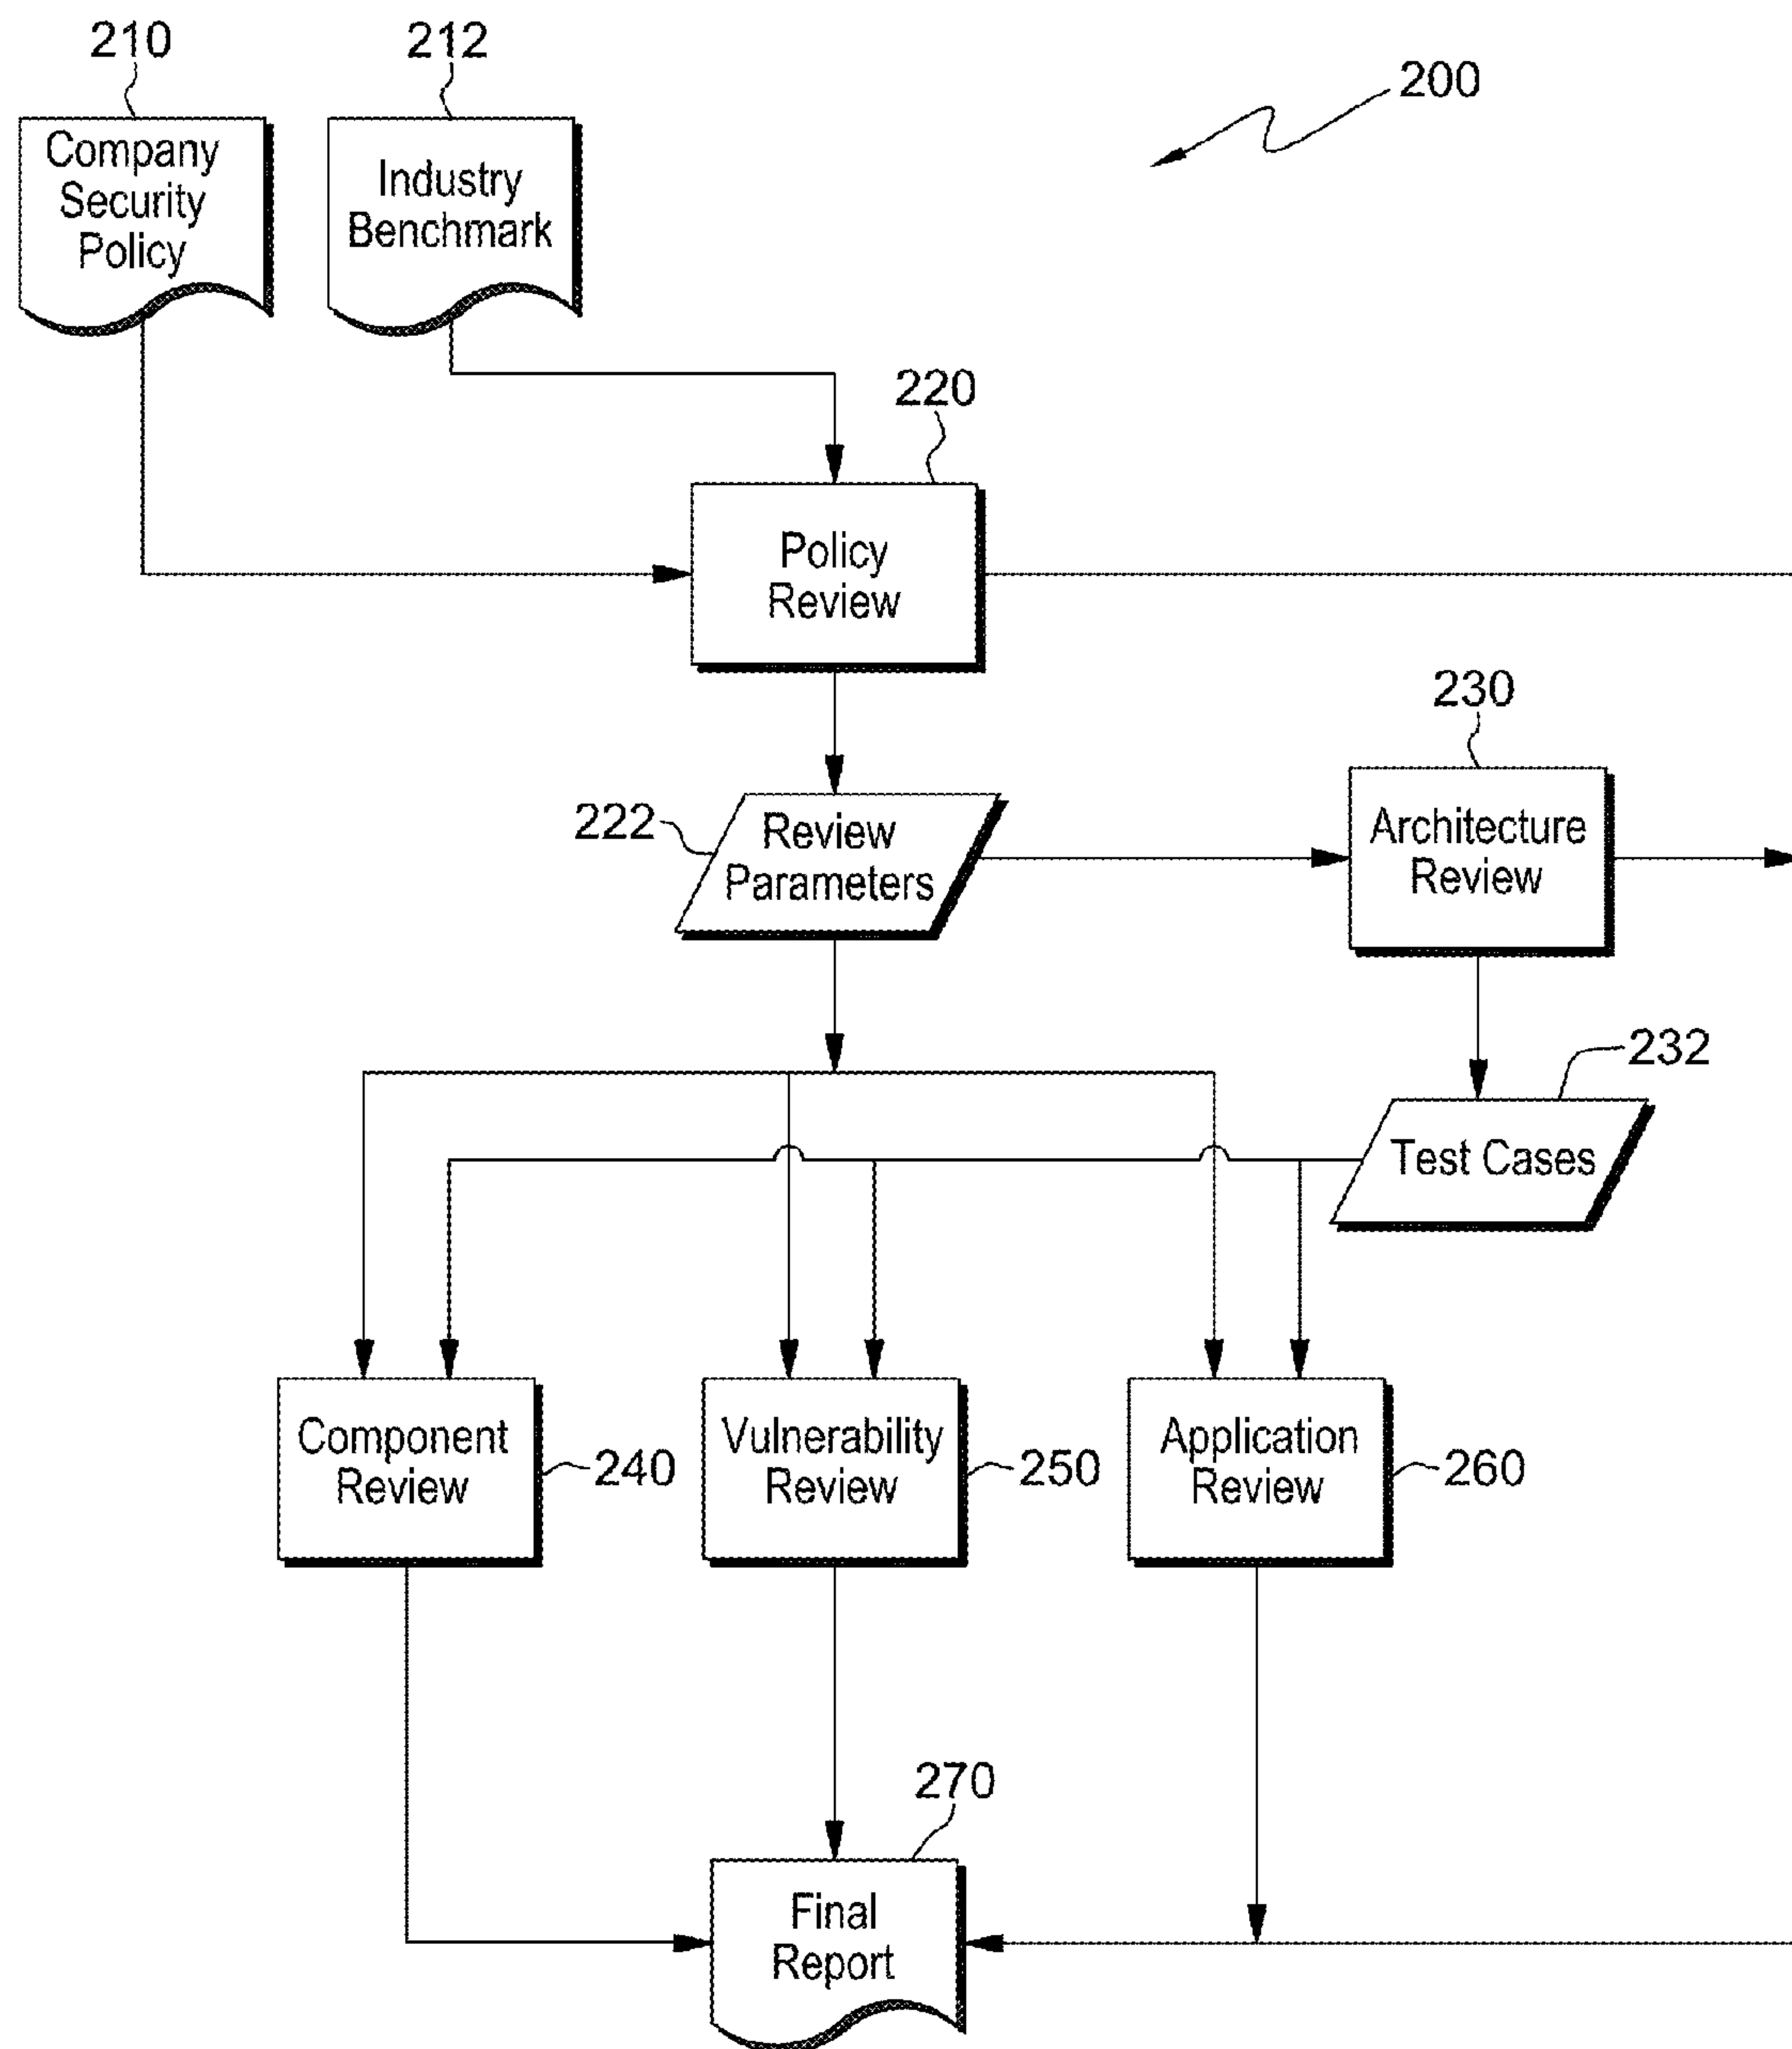 210
212
200
Company
Security
Policy
Industry
Benchmark
220
Policy
Review
230
222
Review
Parameters
Architecture
Review
232
Test Cases
Component
Review
240
Vulnerability
Review
250
Application
Review
260
270
Final
Report